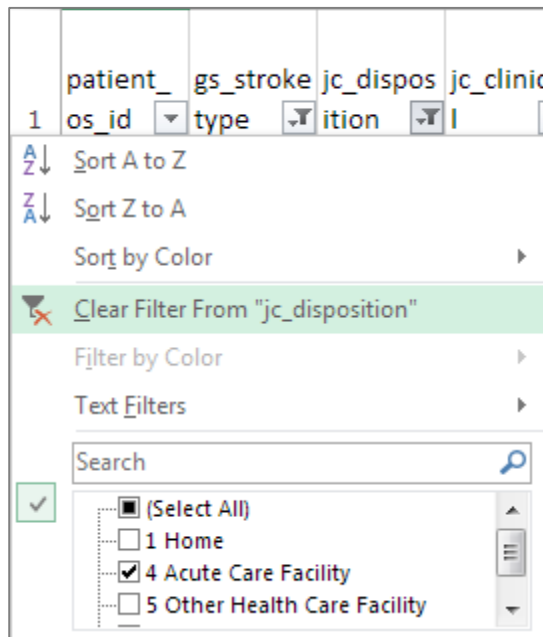 patient_ gs_stroke jc_dispos jc_clinic
1 os_id type ition l
Sort A to Z
Sort Z to A
Sort by Color
Clear Filter From "jc_disposition"
Filter by Color
Text Filters
Search
(Select All)
1 Home
4 Acute Care Facility
5 Other Health Care Facility